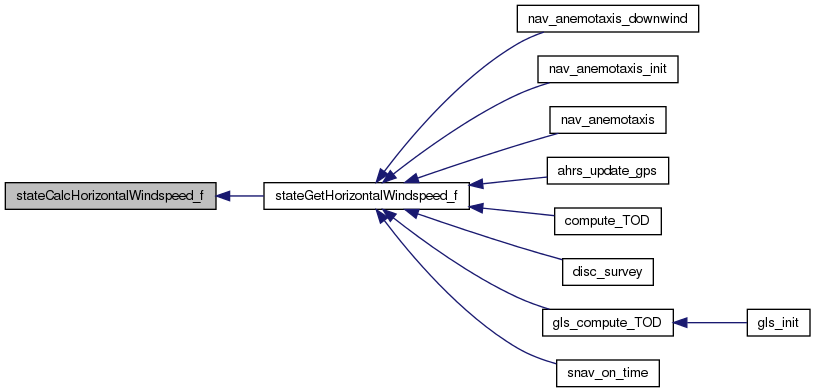 nav_anemotaxis_downwind
nav_anemotaxis_init
nav_anemotaxis
ahrs_update_gps
stateCalcHorizontalWindspeed_f
stateGetHorizontalWindspeed_f
compute_TOD
disc_survey
gls_compute_TOD
gls_init
snav_on_time